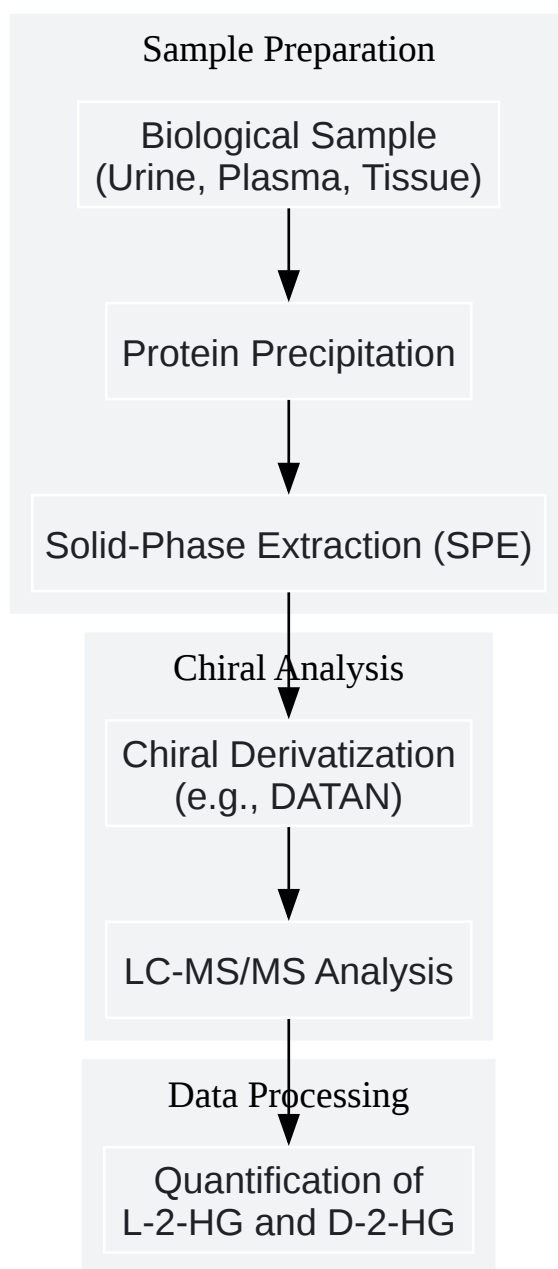 Sample Preparation
Biological Sample
(Urine, Plasma, Tissue)
Protein Precipitation
Solid-Phase Extraction (SPE)
Chiral Analysis
Chiral Derivatization
(e.g., DATAN)
LC-MS/MS Analysis
Data Processing
Quantification of
L-2-HG and D-2-HG